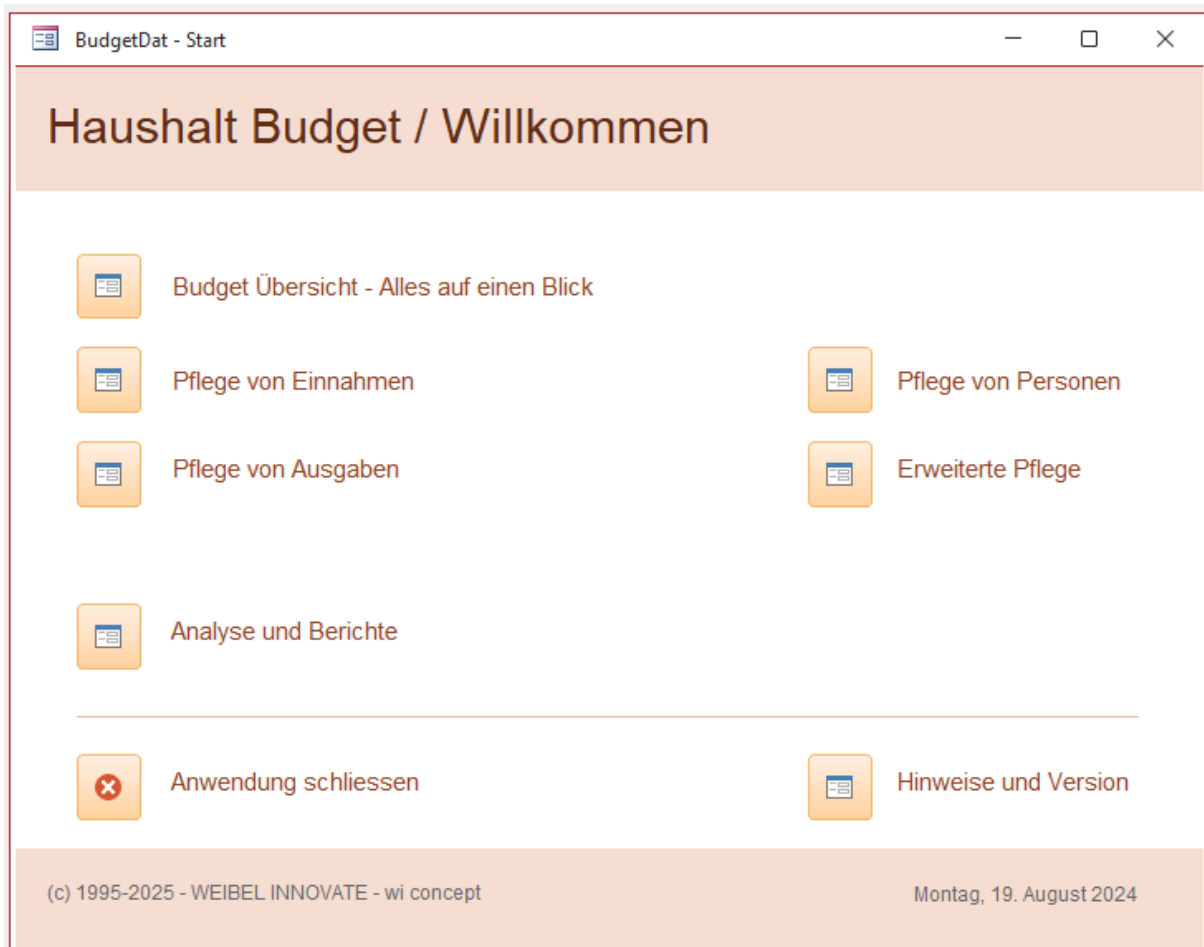 BudgetDat - Start
Haushalt Budget / Willkommen
Budget Übersicht - Alles auf einen Blick
Pflege von Einnahmen
Pflege von Personen
Pflege von Ausgaben
Erweiterte Pflege
Analyse und Berichte
Anwendung schliessen
Hinweise und Version
(c) 1995-2025 - WEIBEL INNOVATE - wi concept
Montag, 19. August 2024